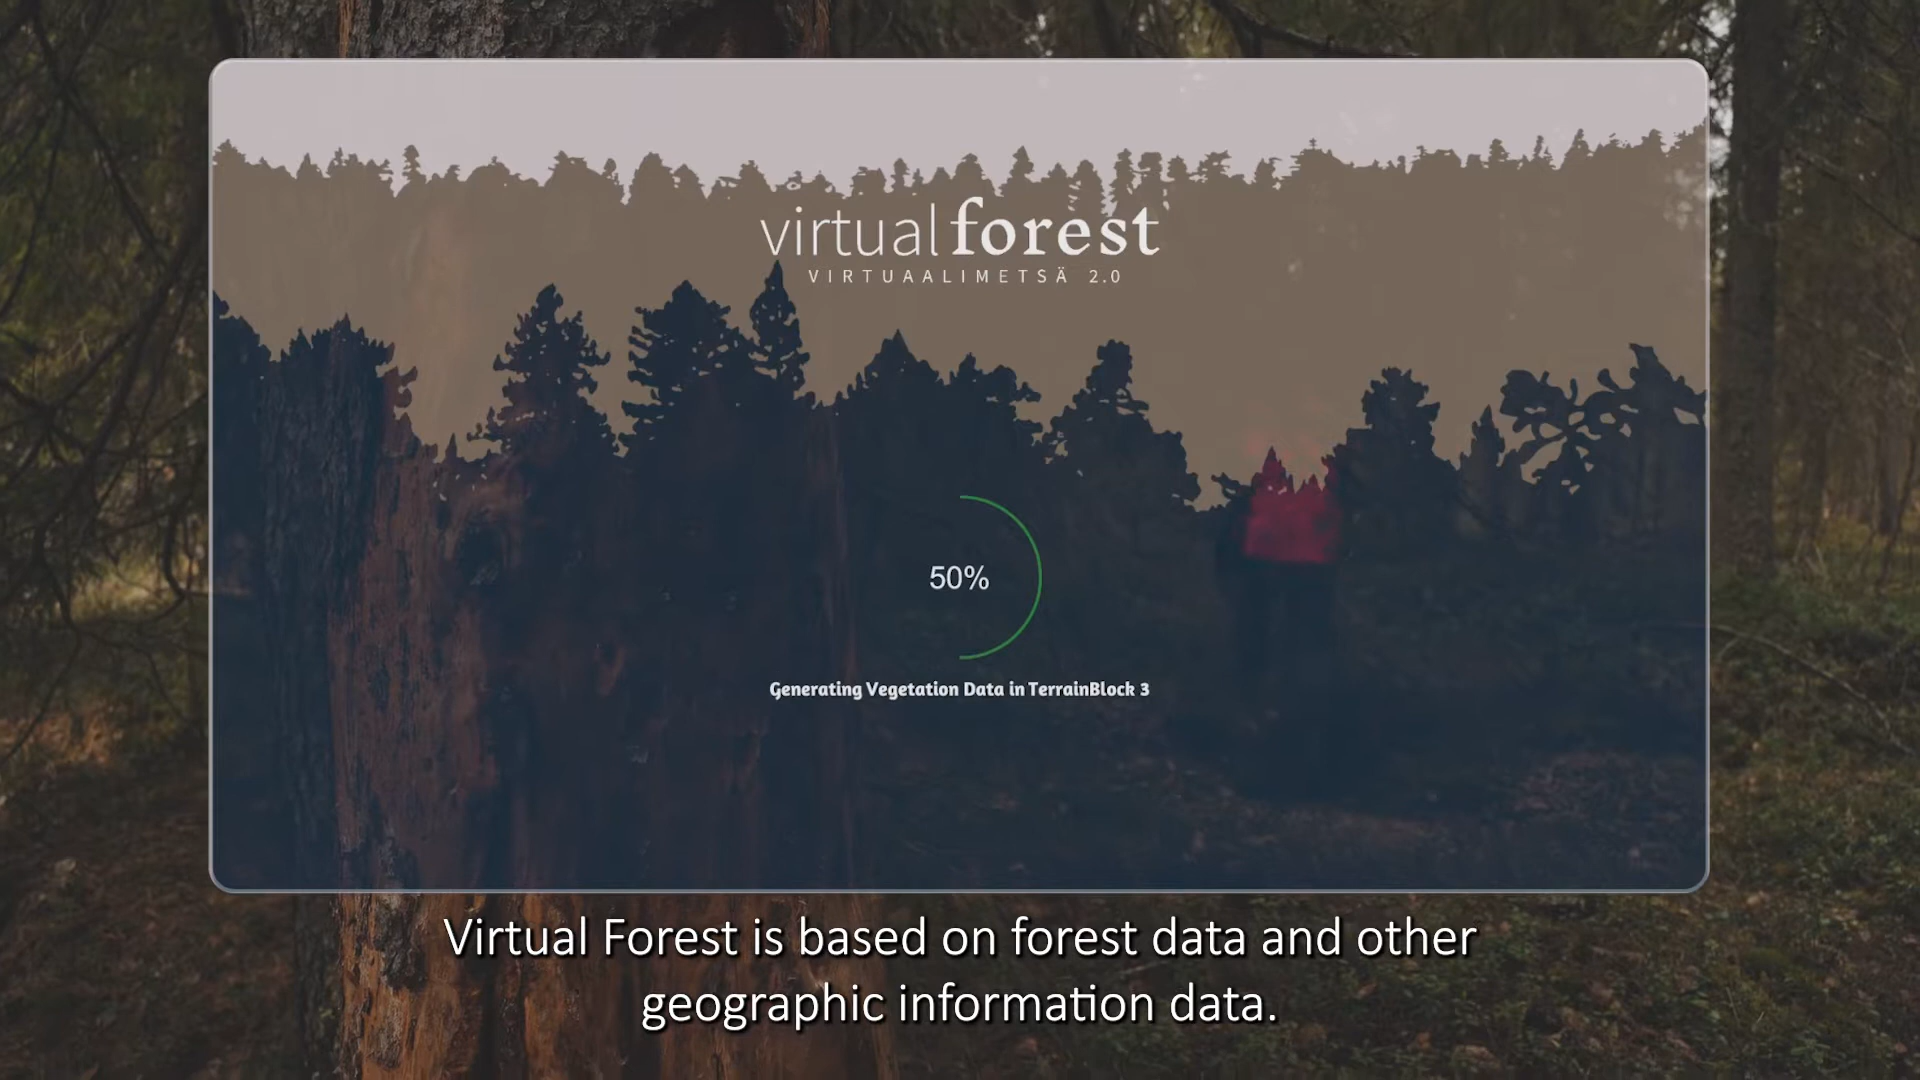 virtual forest
VIRTUAALIMETSÄ 2.0
50%
Generating Vegetation Data in TerrainBlock 3
Virtual Forest is based on forest data and other
geographic information data.